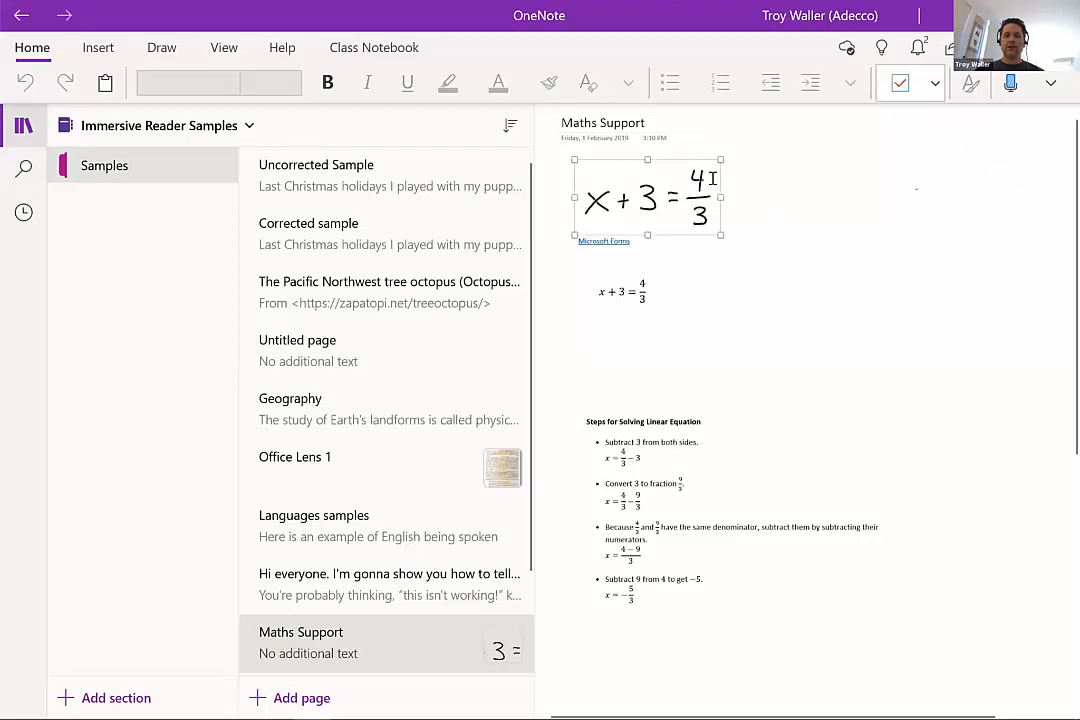 OneNote
Troy Waller (Adecco)
Troy Waller
Home Insert Draw View Help Class Notebook
2
B I U A A
Immersive Reader Samples
Samples
Uncorrected Sample
Last Christmas holidays I played with my pupp...
Corrected sample
Last Christmas holidays I played with my pupp...
The Pacific Northwest tree octopus (Octopus...
From <https://zapatopi.net/treeoctopus/>
Untitled page
No additional text
Geography
The study of Earth's landforms is called physic...
Office Lens 1
Languages samples
Here is an example of English being spoken
Hi everyone. I'm gonna show you how to tell...
You're probably thinking, "this isn't working!" k...
Maths Support
No additional text
3 =
Add section
Add page
Maths Support
Friday, 1 February 2019 3:10 PM
x + 3 = 4/3
Microsoft Forms
x + 3 = 4/3
Steps for Solving Linear Equation
• Subtract 3 from both sides.
x = 4/3 − 3
• Convert 3 to fraction 9/3.
x = 4/3 − 9/3
• Because 4/3 and 9/3 have the same denominator, subtract them by subtracting their
numerators.
x = (4 − 9)/3
• Subtract 9 from 4 to get −5.
x = −5/3